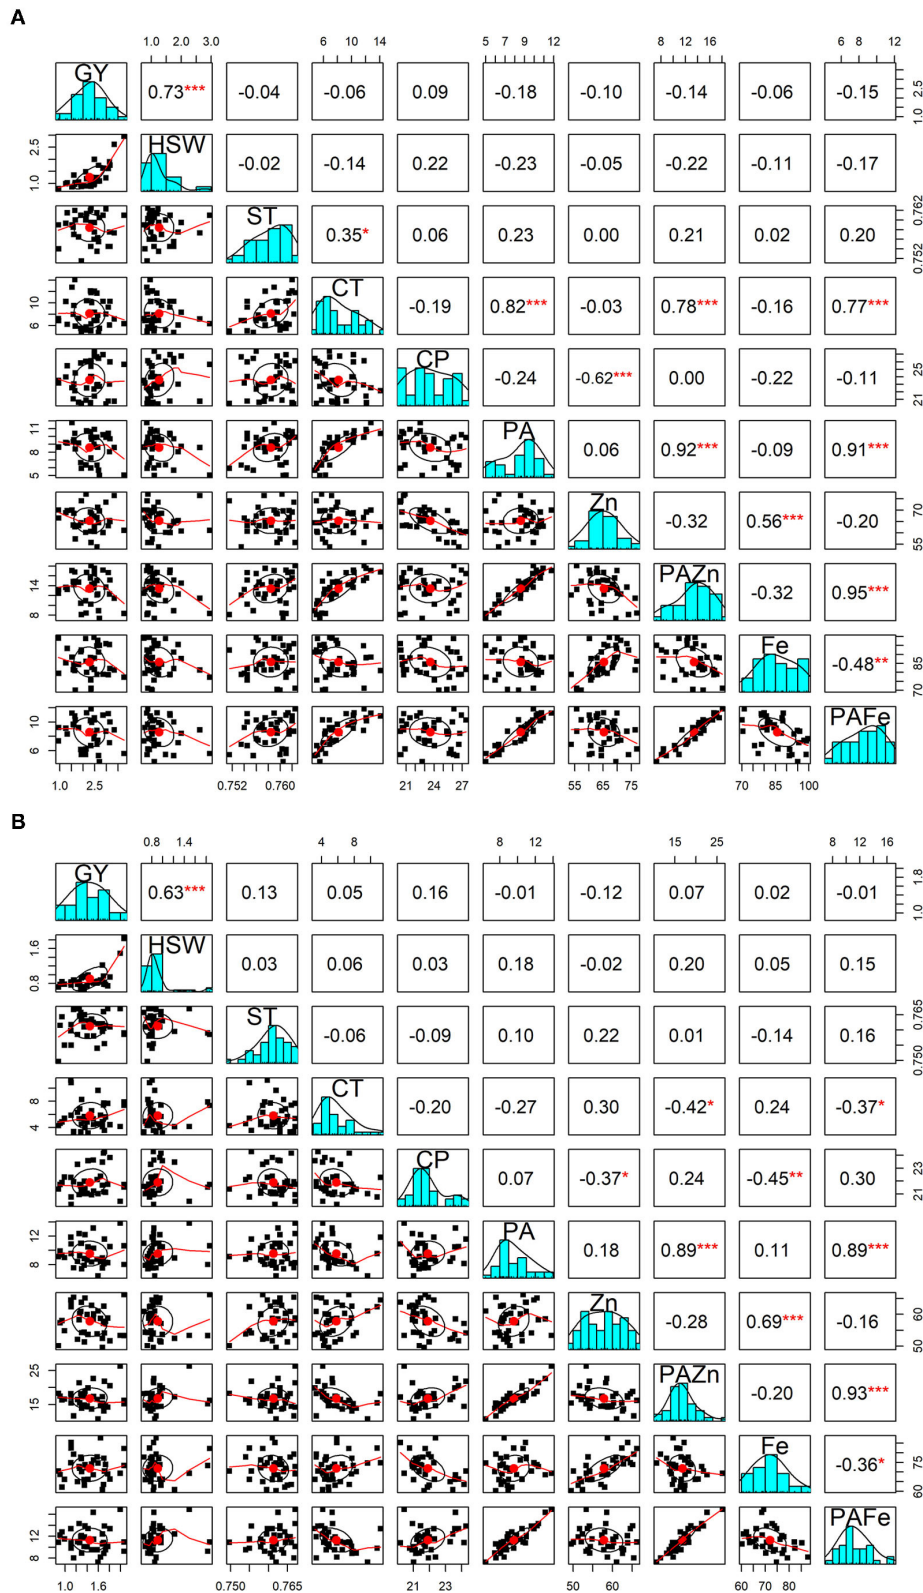 A
1.0 2.0 3.0 6 8 10 14 5 7 9 12 8 12 18 6 8 12
GY 0.73*** -0.04 -0.06 0.09 -0.18 -0.10 -0.14 -0.06 -0.15 1.0 2.5
1.0 2.5 HSW -0.02 -0.14 0.22 -0.23 -0.05 -0.22 -0.11 -0.17
ST 0.35* 0.06 0.23 0.00 0.21 0.02 0.20 0.752 0.762
6 10 CT -0.19 0.82*** -0.03 0.78*** -0.16 0.77***
CP -0.24 -0.62*** 0.00 -0.22 -0.11 21 25
5 8 11 PA 0.06 0.92*** -0.09 0.91***
Zn -0.32 0.56*** -0.20 55 70
8 14 PAZn -0.32 0.95***
Fe -0.48** 70 85
6 10 PAFe
1.0 2.5 0.752 0.760 21 24 27 55 65 75 70 85 100
B
0.8 1.4 4 8 8 12 15 25 8 12 16
GY 0.63*** 0.13 0.05 0.16 -0.01 -0.12 0.07 0.02 -0.01 1.0 1.8
0.8 1.6 HSW 0.03 0.06 0.03 0.18 -0.02 0.20 0.05 0.15
ST -0.06 -0.09 0.10 0.22 0.01 -0.14 0.16 0.750 0.765
4 8 CT -0.20 -0.27 0.30 -0.42* 0.24 -0.37*
CP 0.07 -0.37* 0.24 -0.45** 0.30 21 23
8 12 PA 0.18 0.89*** 0.11 0.89***
Zn -0.28 0.69*** -0.16 50 60
15 25 PAZn -0.20 0.93***
Fe -0.36* 60 75
8 12 PAFe
1.0 1.6 0.750 0.765 21 23 50 60 15 25 60 70 80